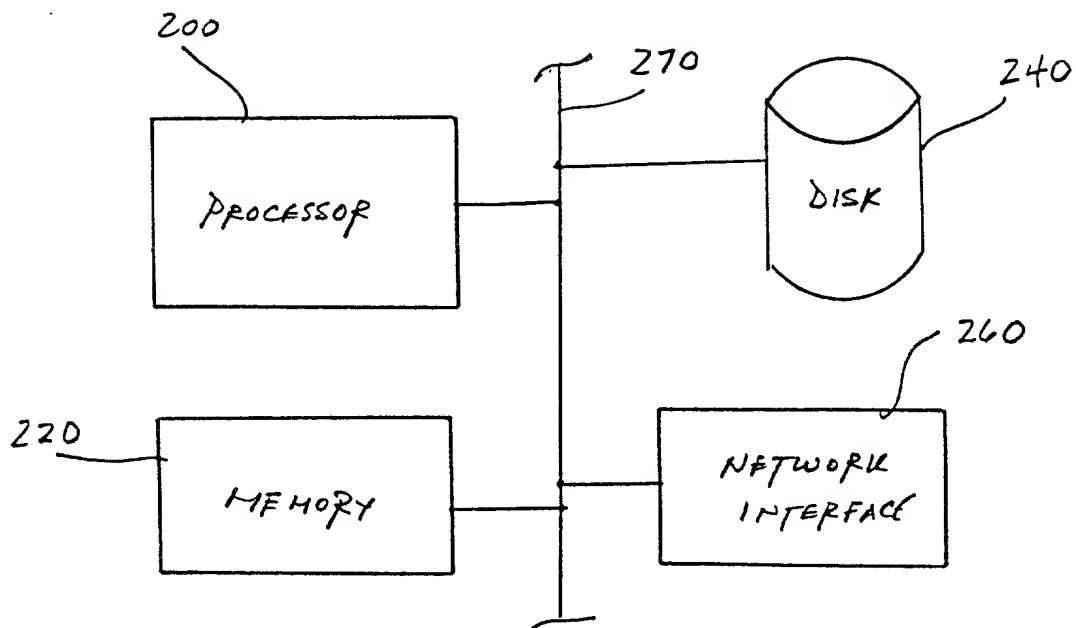 200
270
240
PROCESSOR
DISK
260
220
MEMORY
NETWORK
INTERFACE